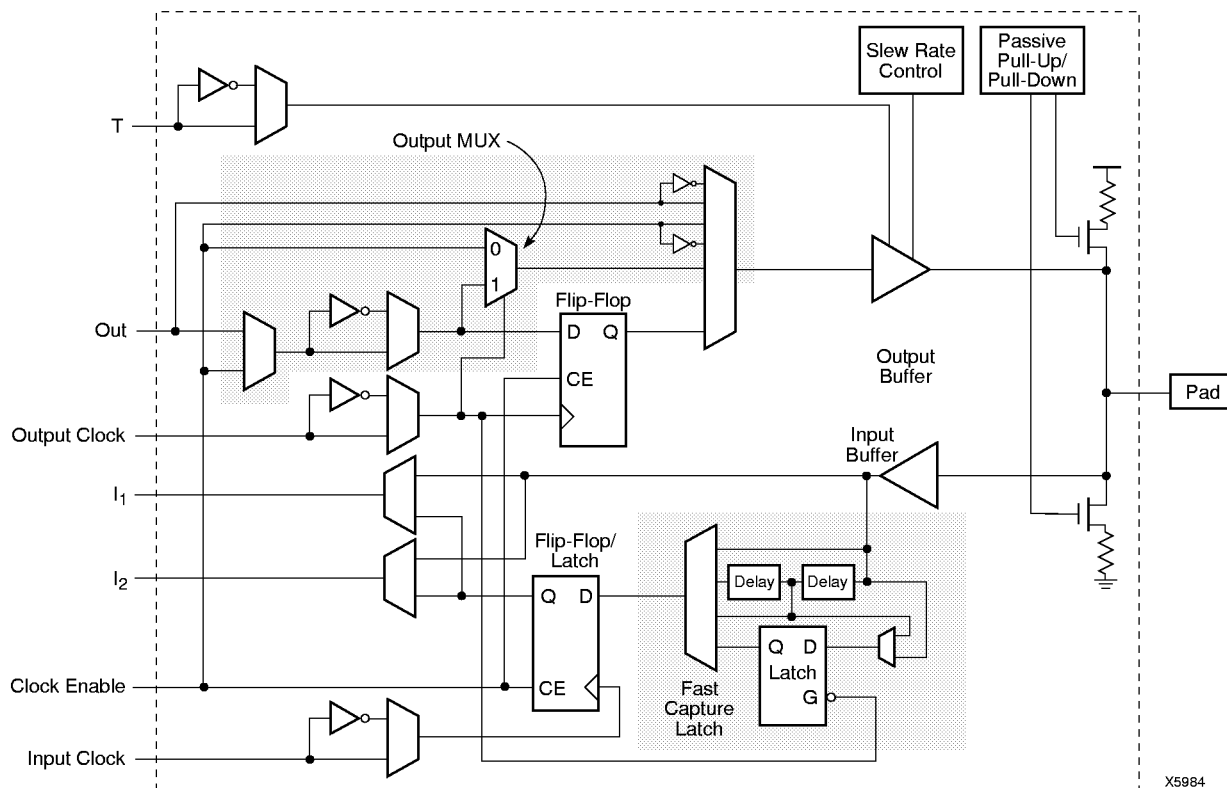 Slew Rate
Control
Passive
Pull-Up/
Pull-Down
T
Output MUX
0
1
Flip-Flop
D Q
CE
Out
Output
Buffer
Pad
Output Clock
Input
Buffer
I1
Flip-Flop/
Latch
I2
Delay Delay
Q D
Q D
Latch
G
Clock Enable
CE
Fast
Capture
Latch
Input Clock
X5984